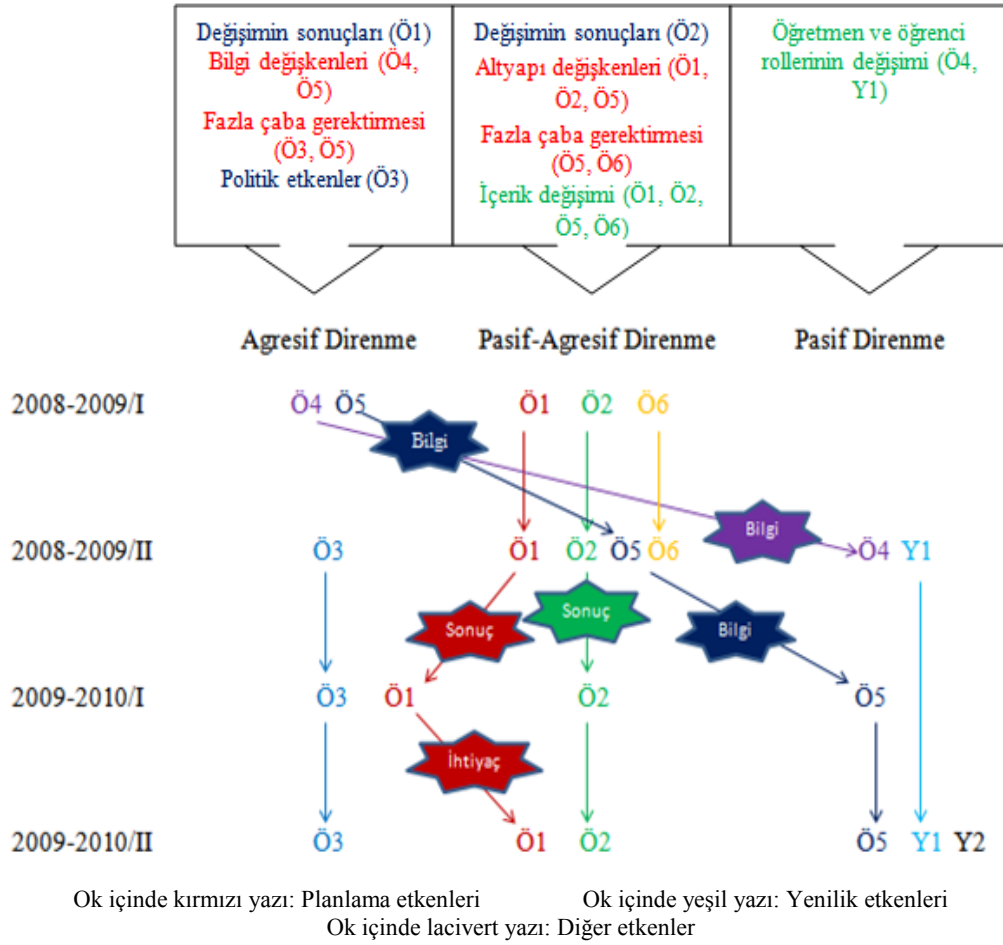 Değişimin sonuçları (Ö1)
Bilgi değişkenleri (Ö4,
Ö5)
Fazla çaba gerektirmesi
(Ö3, Ö5)
Politik etkenler (Ö3)
Değişimin sonuçları (Ö2)
Altyapı değişkenleri (Ö1,
Ö2, Ö5)
Fazla çaba gerektirmesi
(Ö5, Ö6)
İçerik değişimi (Ö1, Ö2,
Ö5, Ö6)
Öğretmen ve öğrenci
rollerinin değişimi (Ö4,
Y1)
Agresif Direnme Pasif-Agresif Direnme Pasif Direnme
2008-2009/I Ö4 Ö5 Ö1 Ö2 Ö6
Bilgi
Bilgi
2008-2009/II Ö3 Ö1 Ö2 Ö5 Ö6 Ö4 Y1
Sonuç Sonuç Bilgi
2009-2010/I Ö3 Ö1 Ö2 Ö5
İhtiyaç
2009-2010/II Ö3 Ö1 Ö2 Ö5 Y1 Y2
Ok içinde kırmızı yazı: Planlama etkenleri Ok içinde yeşil yazı: Yenilik etkenleri
Ok içinde lacivert yazı: Diğer etkenler